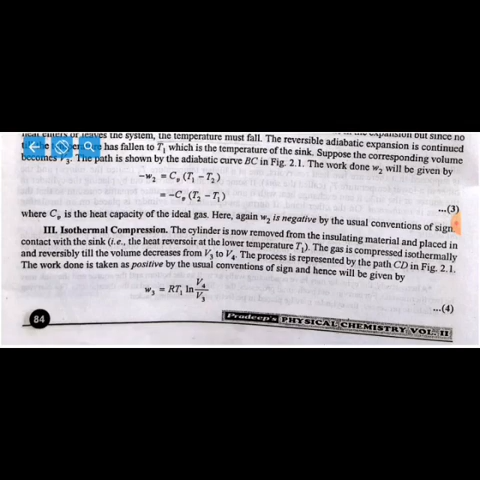 heat enters or leaves the system, the temperature must fall. The reversible adiabatic expansion is continued
has fallen to T₁ which is the temperature of the sink. Suppose the corresponding volume
becomes V₃. The path is shown by the adiabatic curve BC in Fig. 2.1. The work done w₂ will be given by
−w₂ = Cᵥ (T₁ − T₂)
= −Cᵥ (T₂ − T₁) ...(3)
where Cᵥ is the heat capacity of the ideal gas. Here, again w₂ is negative by the usual conventions of sign
III. Isothermal Compression. The cylinder is now removed from the insulating material and placed in
contact with the sink (i.e., the heat reversoir at the lower temperature T₁). The gas is compressed isothermally
and reversibly till the volume decreases from V₃ to V₄. The process is represented by the path CD in Fig. 2.1.
The work done is taken as positive by the usual conventions of sign and hence will be given by
w₃ = RT₁ ln V₄/V₃ ...(4)
84
Pradeep's PHYSICAL CHEMISTRY VOL. II